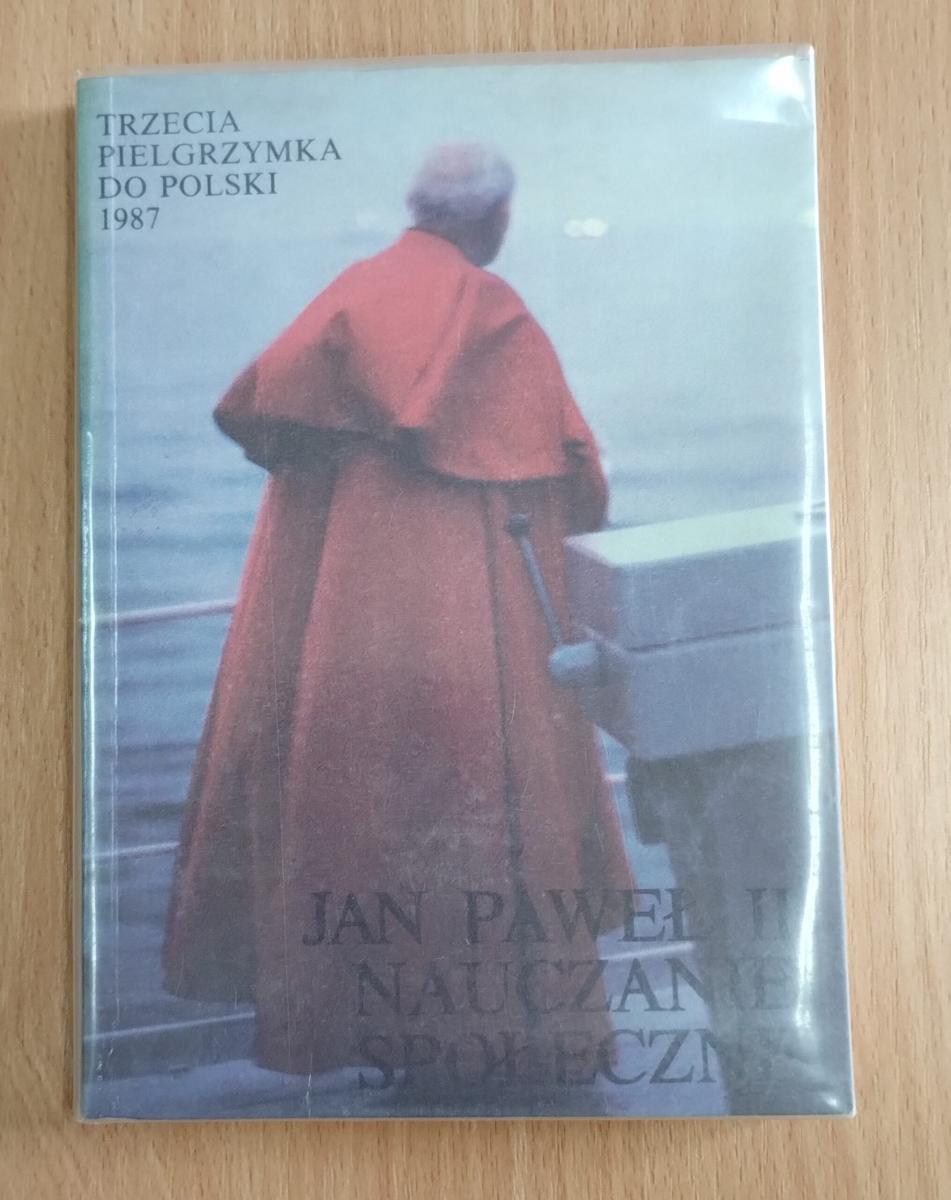 TRZECIA
PIELGRZYMKA
DO POLSKI
1987
JAN PAWEŁ II
NAUCZANIE
SPOŁECZNE